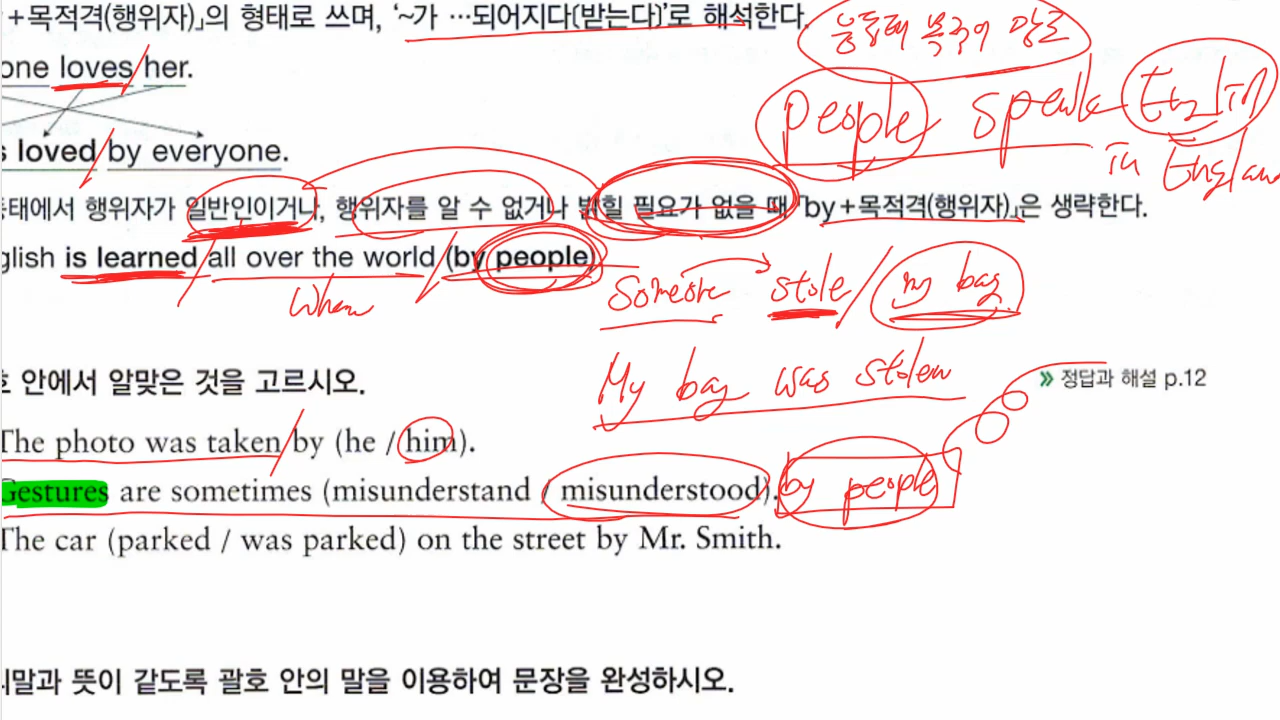 +목적격(행위자)」의 형태로 쓰며, '~가 …되어지다(받는다)'로 해석한다.
one loves her.
People speak English
in England
s loved by everyone.
태에서 행위자가 일반인이거나, 행위자를 알 수 없거나 밝힐 필요가 없을 때 「by+목적격(행위자)」은 생략한다.
glish is learned all over the world (by people)
Someone stole my bag
My bag was stolen
안에서 알맞은 것을 고르시오.
» 정답과 해설 p.12
The photo was taken by (he / him).
Gestures are sometimes (misunderstand / misunderstood). by people
The car (parked / was parked) on the street by Mr. Smith.
말과 뜻이 같도록 괄호 안의 말을 이용하여 문장을 완성하시오.